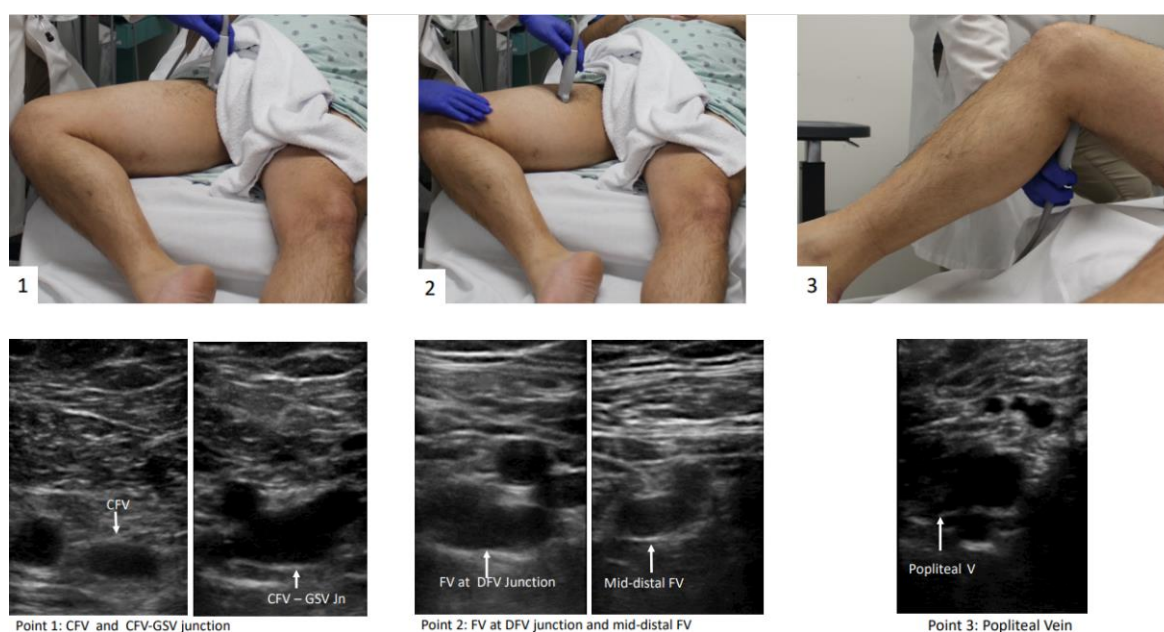 1
2
3
CFV
CFV – GSV Jn
FV at DFV Junction
Mid-distal FV
Popliteal V
Point 1: CFV and CFV-GSV junction
Point 2: FV at DFV junction and mid-distal FV
Point 3: Popliteal Vein